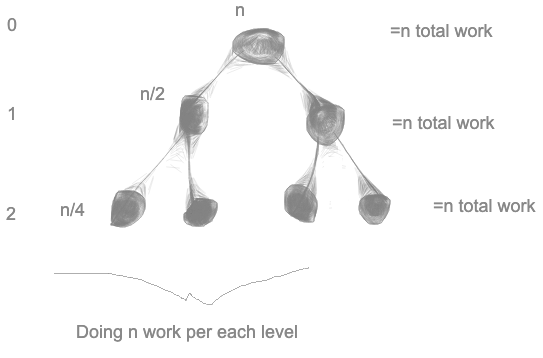 n
0
=n total work
n/2
1
=n total work
2
n/4
=n total work
Doing n work per each level